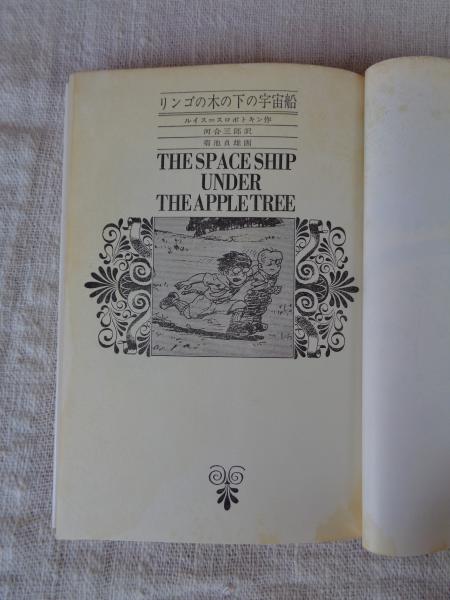 リンゴの木の下の宇宙船
ルイス=スロボトキン作
河合三郎訳
菊池貞雄画
THE SPACE SHIP
UNDER
THE APPLE TREE